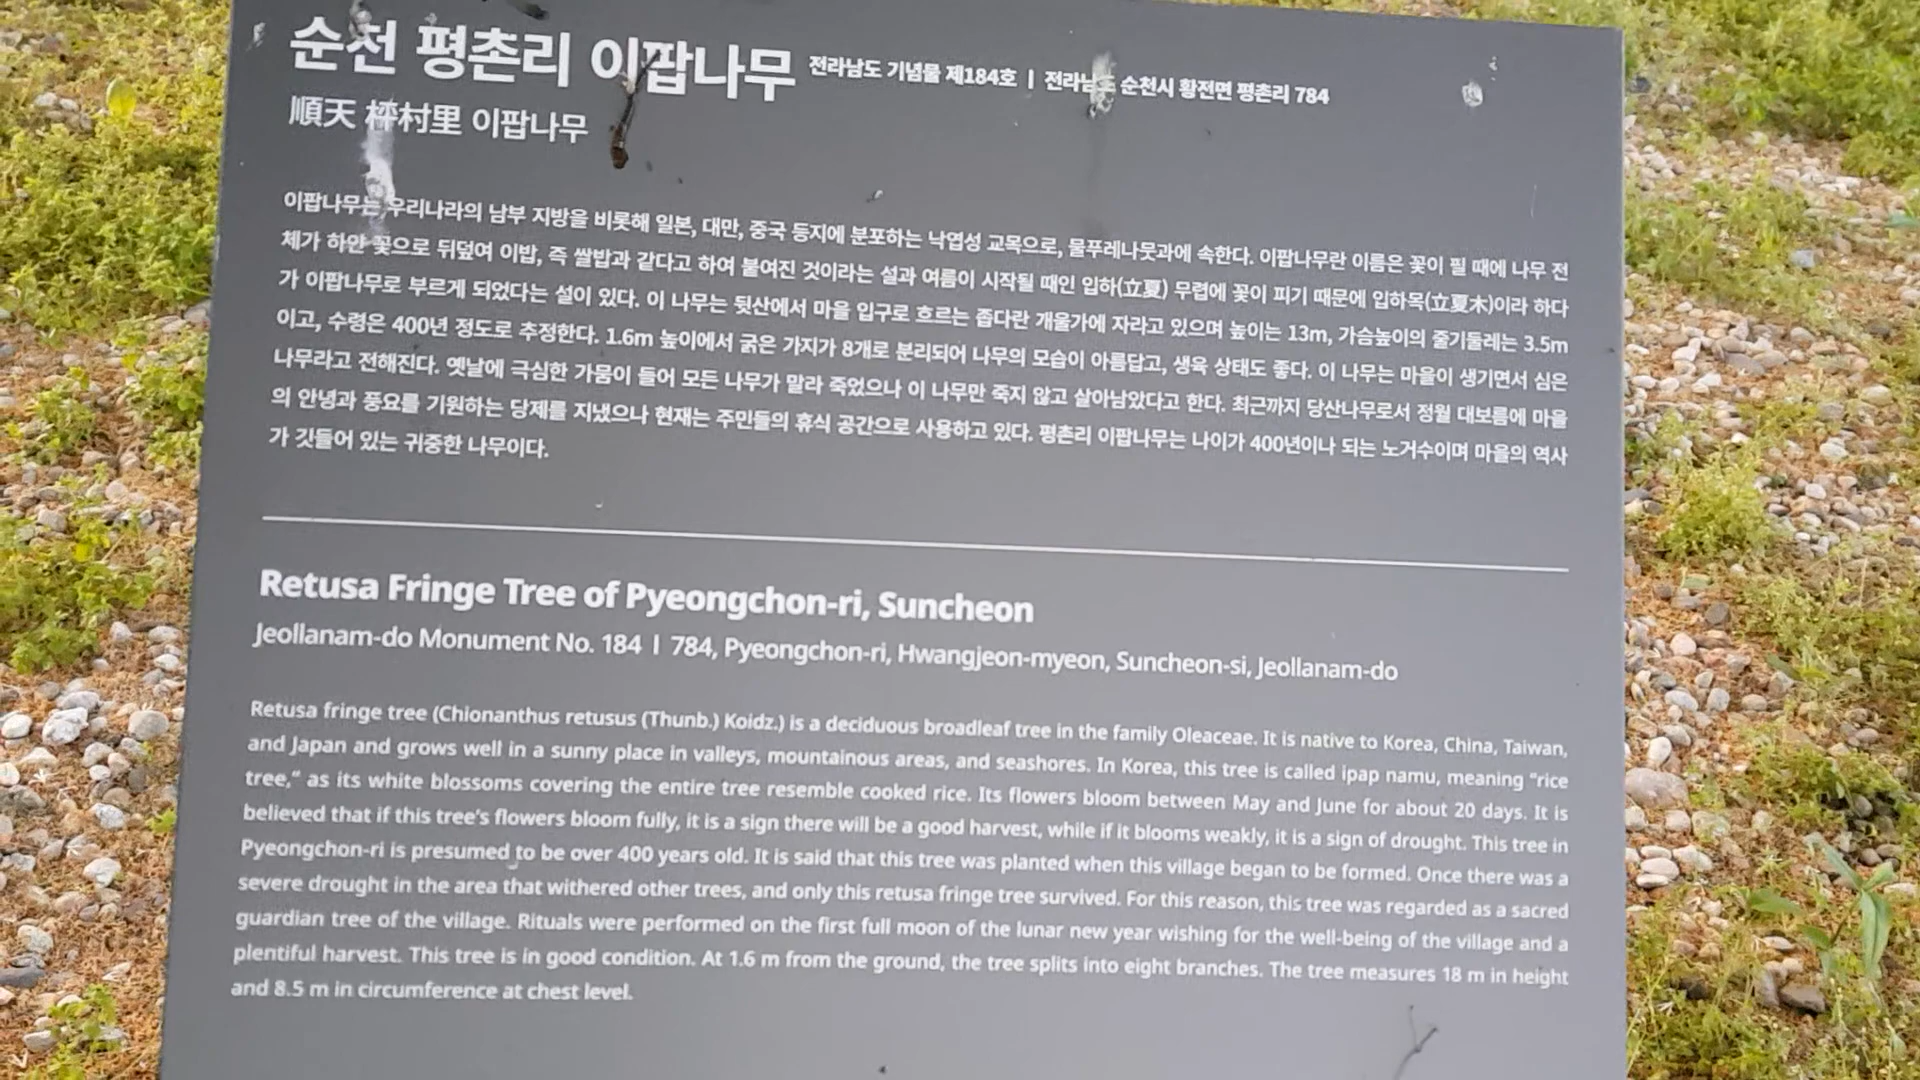 순천 평촌리 이팝나무 전라남도 기념물 제184호 | 전라남도 순천시 황전면 평촌리 784
順天 枰村里 이팝나무
이팝나무는 우리나라의 남부 지방을 비롯해 일본, 대만, 중국 등지에 분포하는 낙엽성 교목으로, 물푸레나뭇과에 속한다. 이팝나무란 이름은 꽃이 필 때에 나무 전
체가 하얀 꽃으로 뒤덮여 이밥, 즉 쌀밥과 같다고 하여 붙여진 것이라는 설과 여름이 시작될 때인 입하(立夏) 무렵에 꽃이 피기 때문에 입하목(立夏木)이라 하다
가 이팝나무로 부르게 되었다는 설이 있다. 이 나무는 뒷산에서 마을 입구로 흐르는 좁다란 개울가에 자라고 있으며 높이는 13m, 가슴높이의 줄기둘레는 3.5m
이고, 수령은 400년 정도로 추정한다. 1.6m 높이에서 굵은 가지가 8개로 분리되어 나무의 모습이 아름답고, 생육 상태도 좋다. 이 나무는 마을이 생기면서 심은
나무라고 전해진다. 옛날에 극심한 가뭄이 들어 모든 나무가 말라 죽었으나 이 나무만 죽지 않고 살아남았다고 한다. 최근까지 당산나무로서 정월 대보름에 마을
의 안녕과 풍요를 기원하는 당제를 지냈으나 현재는 주민들의 휴식 공간으로 사용하고 있다. 평촌리 이팝나무는 나이가 400년이나 되는 노거수이며 마을의 역사
가 깃들어 있는 귀중한 나무이다.
Retusa Fringe Tree of Pyeongchon-ri, Suncheon
Jeollanam-do Monument No. 184 | 784, Pyeongchon-ri, Hwangjeon-myeon, Suncheon-si, Jeollanam-do
Retusa fringe tree (Chionanthus retusus (Thunb.) Koidz.) is a deciduous broadleaf tree in the family Oleaceae. It is native to Korea, China, Taiwan,
and Japan and grows well in a sunny place in valleys, mountainous areas, and seashores. In Korea, this tree is called ipap namu, meaning “rice
tree,” as its white blossoms covering the entire tree resemble cooked rice. Its flowers bloom between May and June for about 20 days. It is
believed that if this tree's flowers bloom fully, it is a sign there will be a good harvest, while if it blooms weakly, it is a sign of drought. This tree in
Pyeongchon-ri is presumed to be over 400 years old. It is said that this tree was planted when this village began to be formed. Once there was a
severe drought in the area that withered other trees, and only this retusa fringe tree survived. For this reason, this tree was regarded as a sacred
guardian tree of the village. Rituals were performed on the first full moon of the lunar new year wishing for the well-being of the village and a
plentiful harvest. This tree is in good condition. At 1.6 m from the ground, the tree splits into eight branches. The tree measures 18 m in height
and 8.5 m in circumference at chest level.